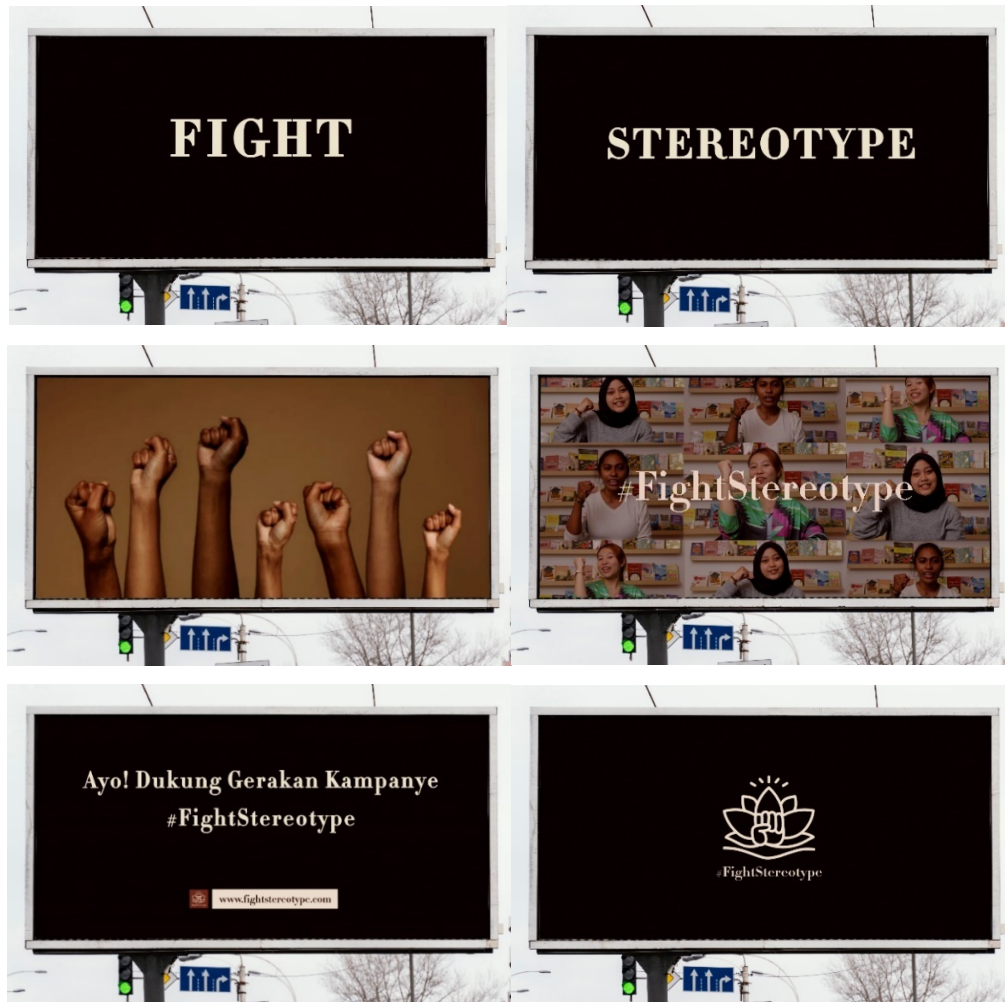 FIGHT
STEREOTYPE
#FightStereotype
Ayo! Dukung Gerakan Kampanye
#FightStereotype
www.fightstereotype.com
#FightStereotype